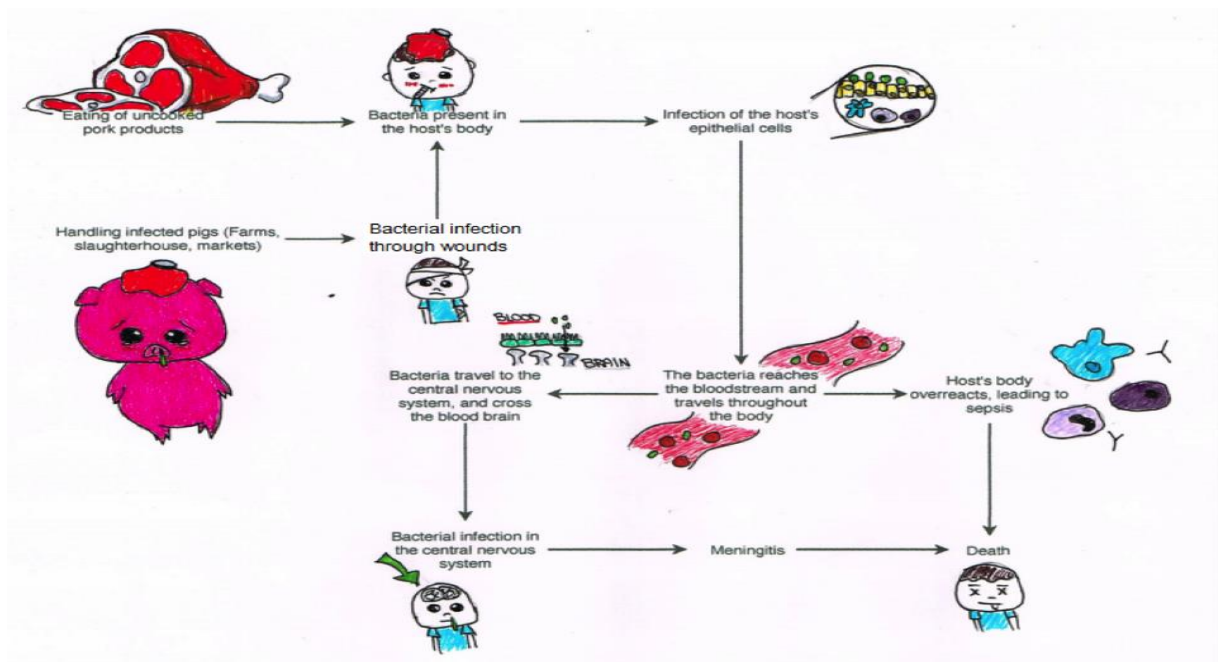 Eating of uncooked
pork products
Bacteria present in
the host's body
Infection of the host's
epithelial cells
Handling infected pigs (Farms,
slaughterhouse, markets)
Bacterial infection
through wounds
BLOOD
BRAIN
Bacteria travel to the
central nervous
system, and cross
the blood brain
The bacteria reaches
the bloodstream and
travels throughout
the body
Host's body
overreacts, leading to
sepsis
Bacterial infection in
the central nervous
system
Meningitis
Death